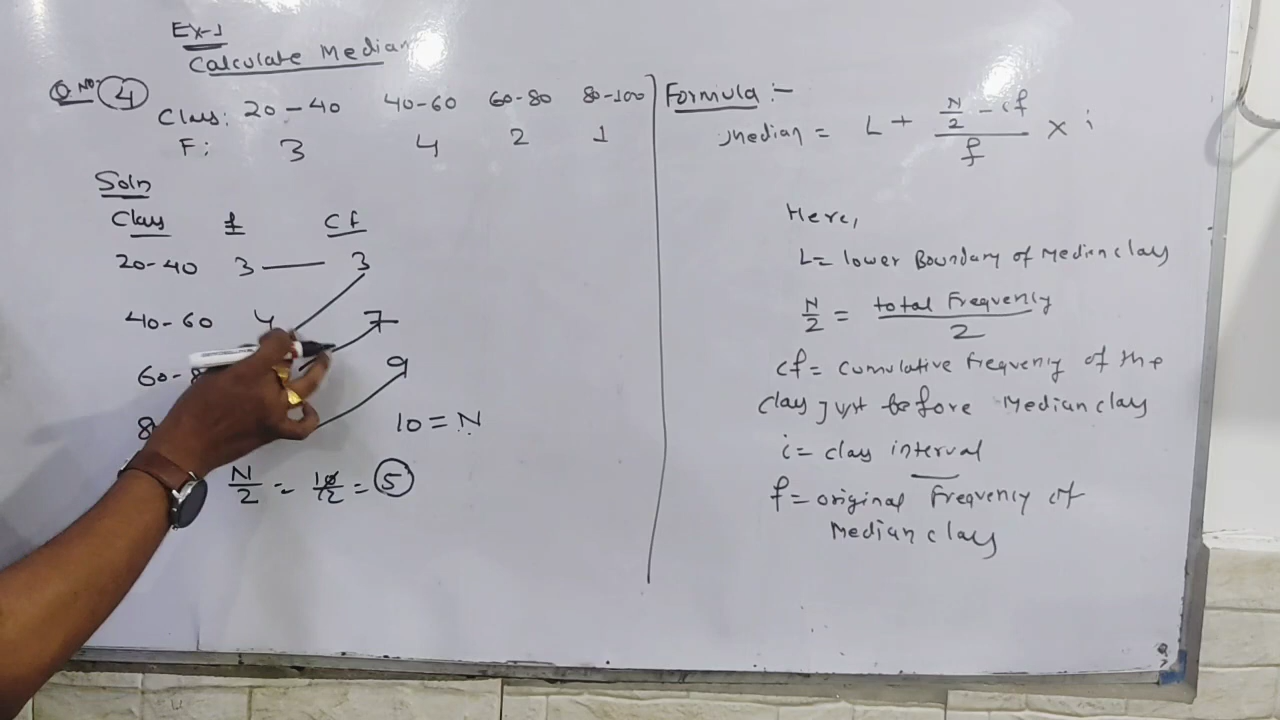 Ex-1
Calculate Median
Q.No. 4
Class: 20-40 40-60 60-80 80-100
F: 3 4 2 1
Soln
Class f Cf
20-40 3 — 3
40-60 4 7
60-8 9
8 10 = N
N/2 = 10/2 = 5
Formula :-
Median = L + (N/2 - cf)/f × i
Here,
L = lower Boundary of Median class
N/2 = total Frequency/2
cf = cumulative frequency of the
class just before Median class
i = class interval
f = original Frequency of
Median class